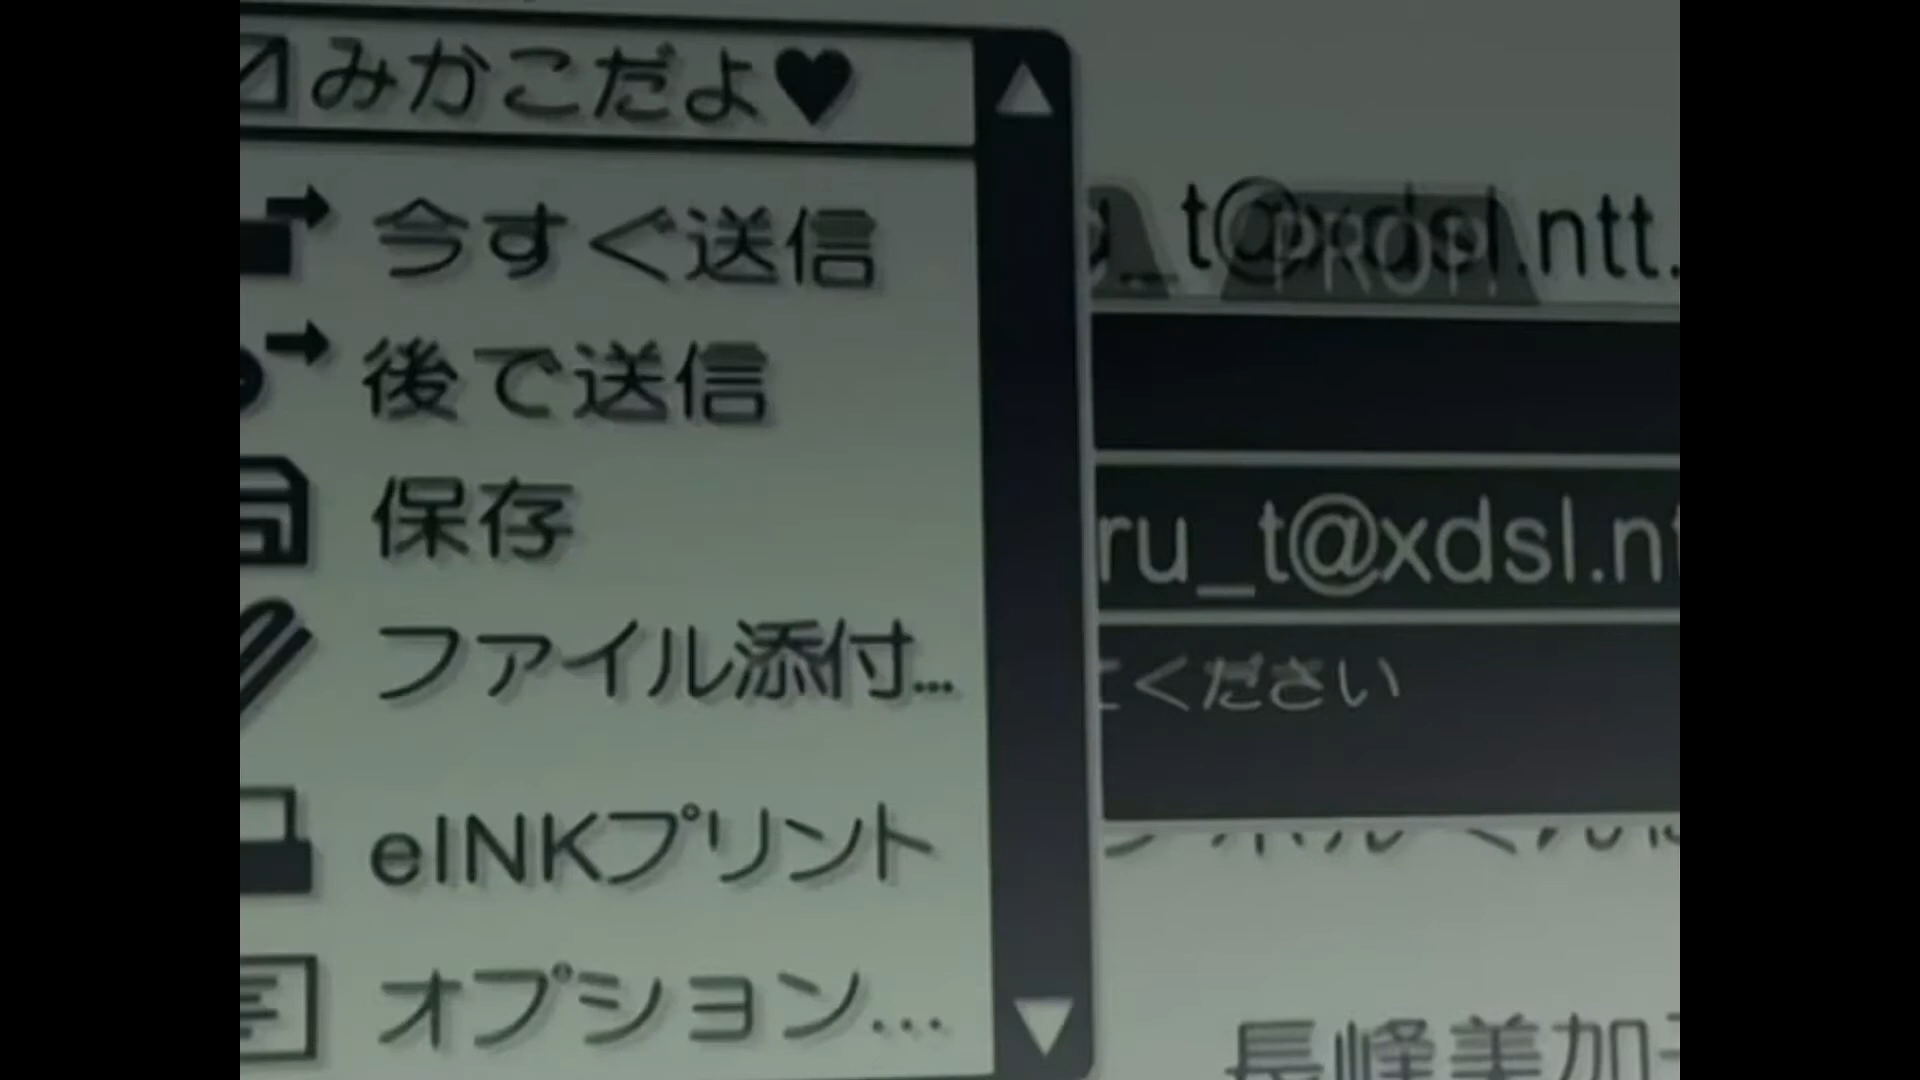 みかこだよ♥
今すぐ送信
後で送信
保存
ファイル添付...
eINKプリント
オプション...
_t@xdsl.ntt.
PROP.
ru_t@xdsl.nt
ください
長峰美加子